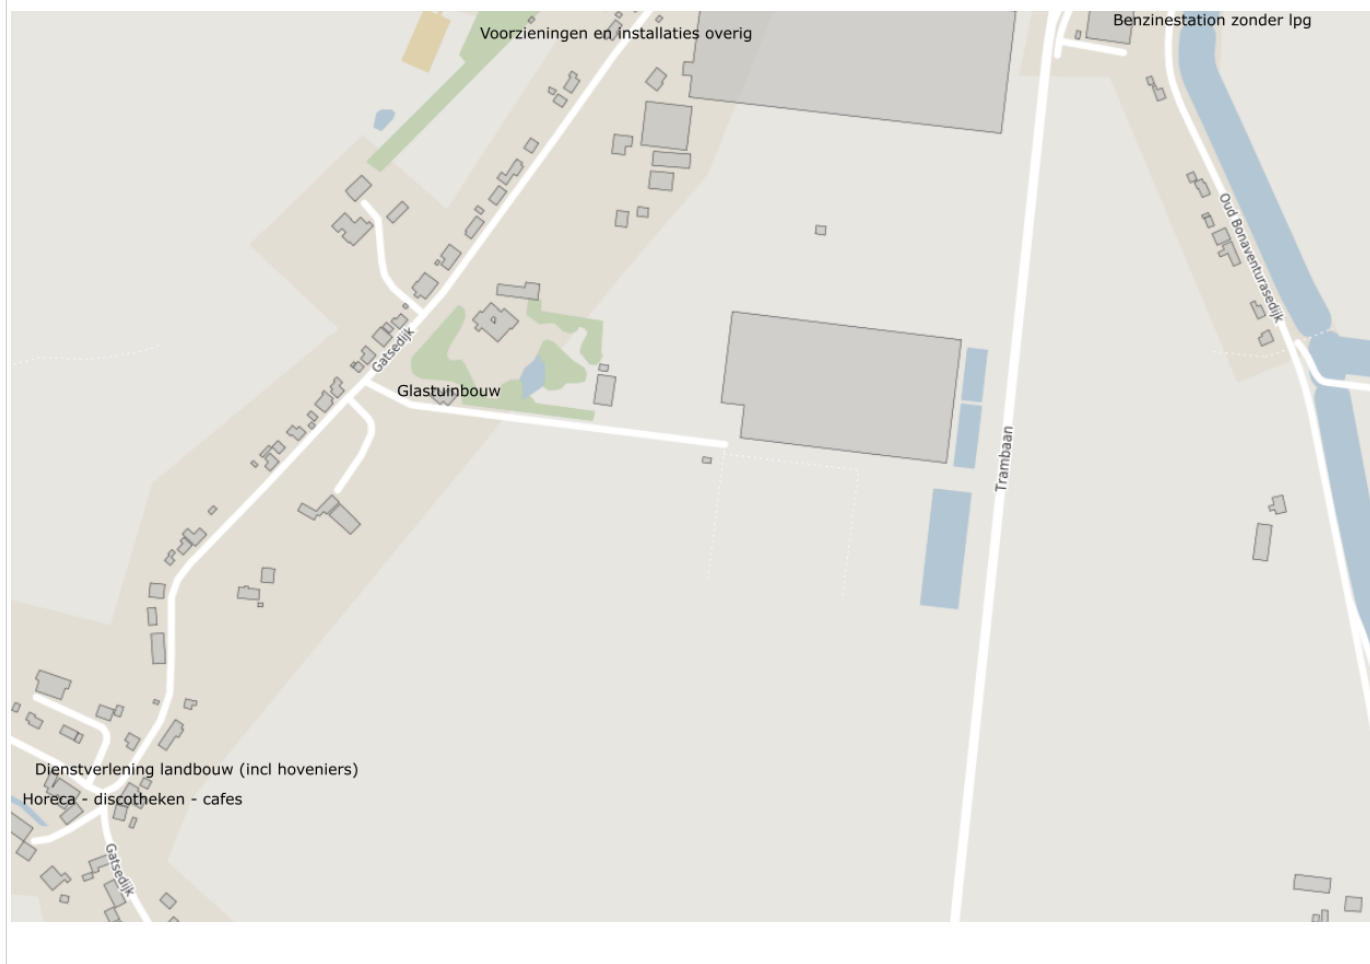 Benzinestation zonder lpg
Voorzieningen en installaties overig
Oud Bonaventurasedijk
Gatsedijk
Glastuinbouw
Trambaan
Dienstverlening landbouw (incl hoveniers)
Horeca - discotheken - cafes
Gatsedijk